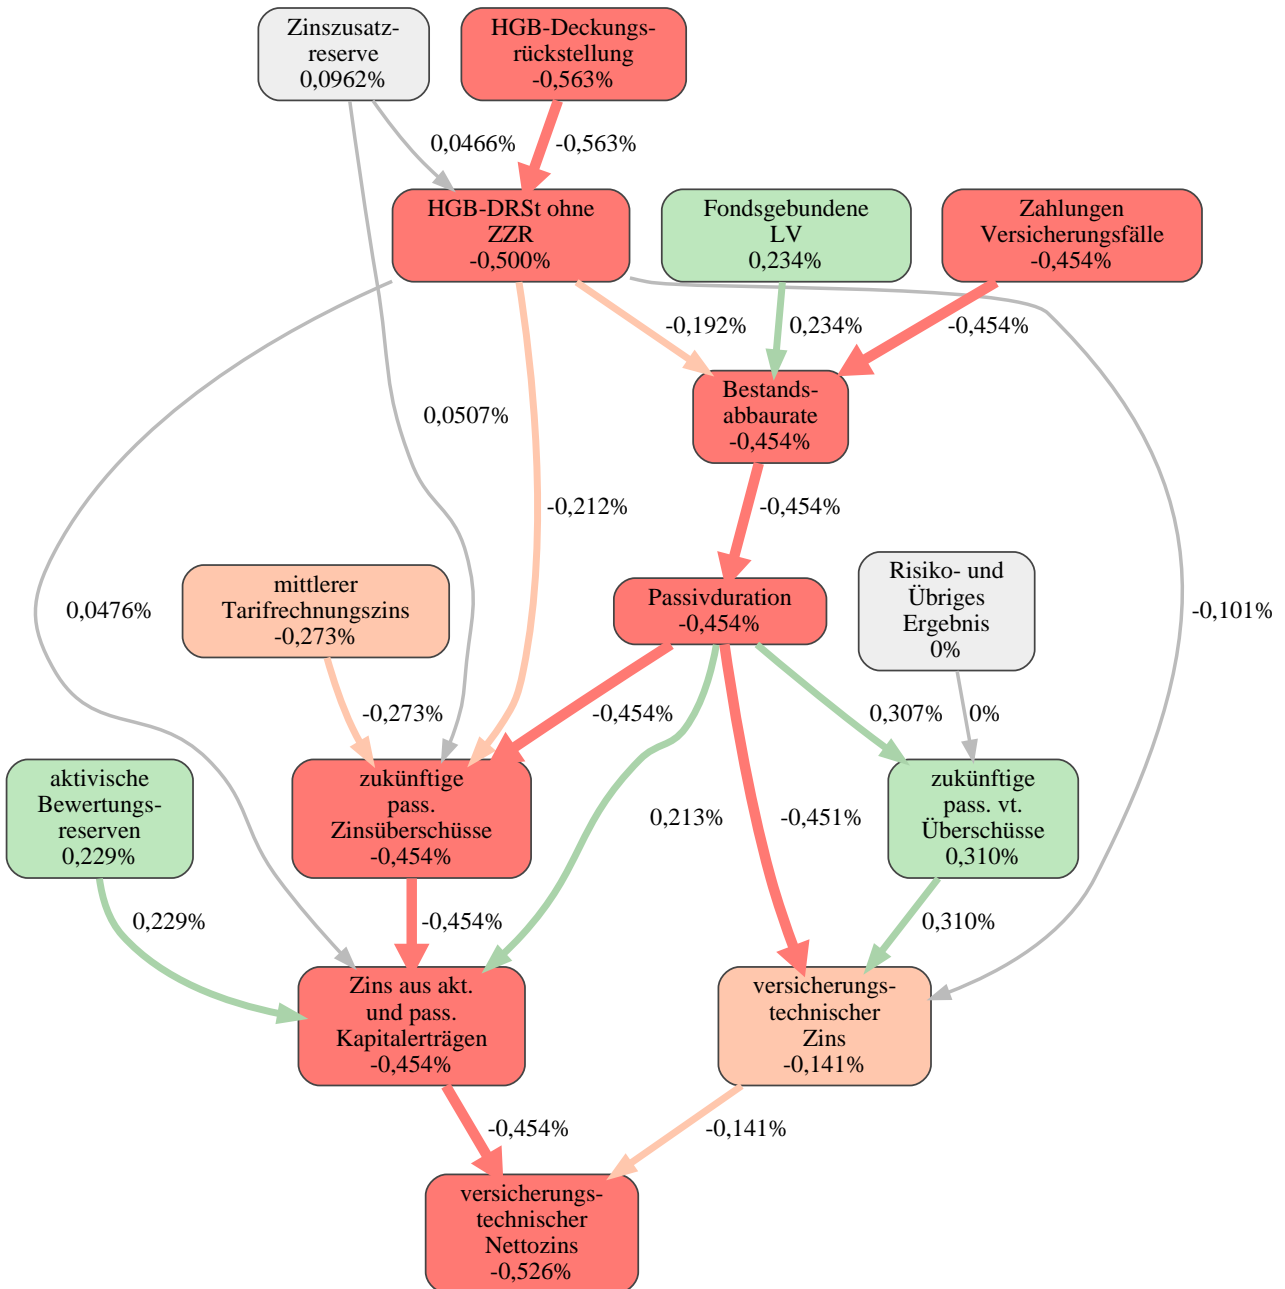 Zinszusatz-
reserve
0,0962%
HGB-Deckungs-
rückstellung
-0,563%
0,0466%
-0,563%
HGB-DRSt ohne
ZZR
-0,500%
Fondsgebundene
LV
0,234%
Zahlungen
Versicherungsfälle
-0,454%
-0,192%
0,234%
-0,454%
Bestands-
abbaurate
-0,454%
0,0507%
-0,212%
-0,454%
mittlerer
Tarifrechnungszins
-0,273%
Passivduration
-0,454%
Risiko- und
Übriges
Ergebnis
0%
0,0476%
-0,101%
-0,273%
-0,454%
0,307%
0%
aktivische
Bewertungs-
reserven
0,229%
zukünftige
pass.
Zinsüberschüsse
-0,454%
0,213%
-0,451%
zukünftige
pass. vt.
Überschüsse
0,310%
0,229%
-0,454%
0,310%
Zins aus akt.
und pass.
Kapitalerträgen
-0,454%
versicherungs-
technischer
Zins
-0,141%
-0,454%
-0,141%
versicherungs-
technischer
Nettozins
-0,526%